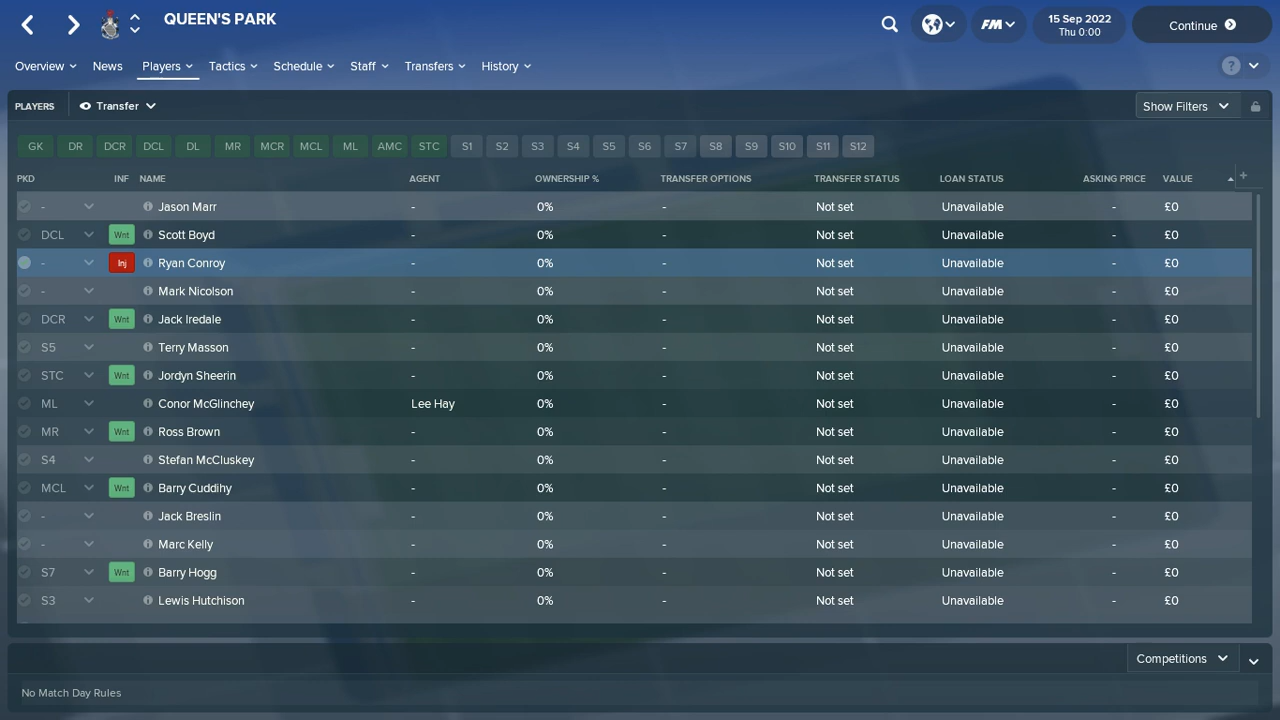 QUEEN'S PARK
FM
15 Sep 2022
Thu 0:00
Continue
Overview News Players Tactics Schedule Staff Transfers History ?
PLAYERS Transfer Show Filters
GK DR DCR DCL DL MR MCR MCL ML AMC STC S1 S2 S3 S4 S5 S6 S7 S8 S9 S10 S11 S12
PKD INF NAME AGENT OWNERSHIP % TRANSFER OPTIONS TRANSFER STATUS LOAN STATUS ASKING PRICE VALUE +
- Jason Marr - 0% - Not set Unavailable - £0
DCL Wnt Scott Boyd - 0% - Not set Unavailable - £0
- Inj Ryan Conroy - 0% - Not set Unavailable - £0
- Mark Nicolson - 0% - Not set Unavailable - £0
DCR Wnt Jack Iredale - 0% - Not set Unavailable - £0
S5 Terry Masson - 0% - Not set Unavailable - £0
STC Wnt Jordyn Sheerin - 0% - Not set Unavailable - £0
ML Conor McGlinchey Lee Hay 0% - Not set Unavailable - £0
MR Wnt Ross Brown - 0% - Not set Unavailable - £0
S4 Stefan McCluskey - 0% - Not set Unavailable - £0
MCL Wnt Barry Cuddihy - 0% - Not set Unavailable - £0
- Jack Breslin - 0% - Not set Unavailable - £0
- Marc Kelly - 0% - Not set Unavailable - £0
S7 Wnt Barry Hogg - 0% - Not set Unavailable - £0
S3 Lewis Hutchison - 0% - Not set Unavailable - £0
Competitions
No Match Day Rules